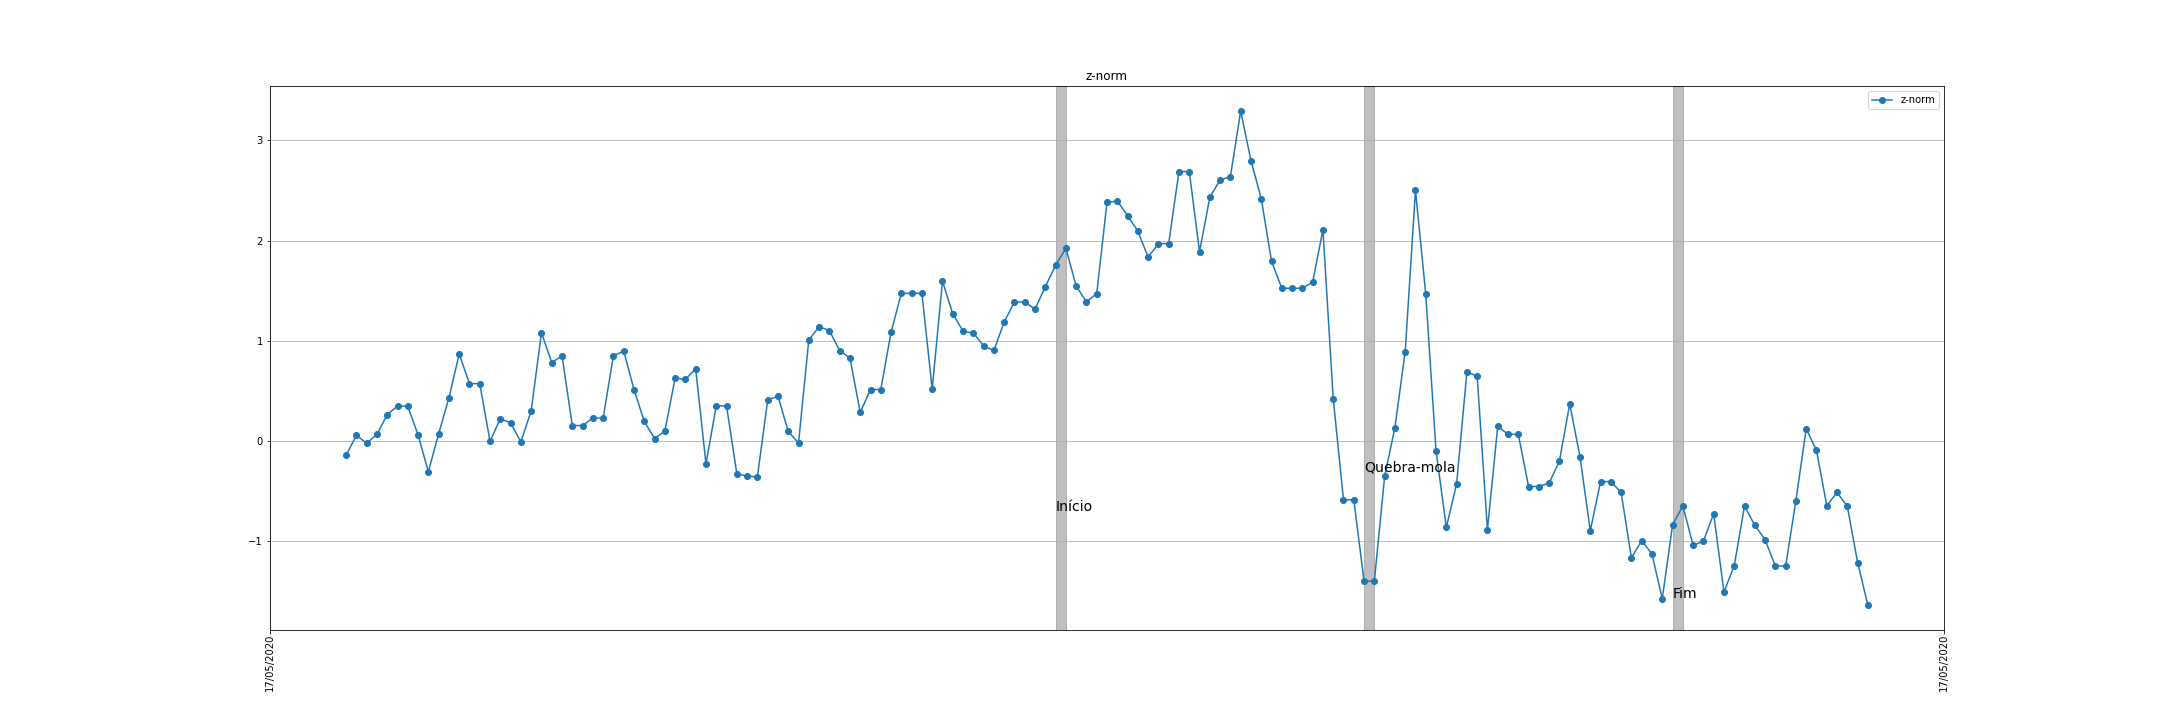 z-norm
z-norm
3
2
1
0
−1
Quebra-mola
Início
Fim
17/05/2020
17/05/2020